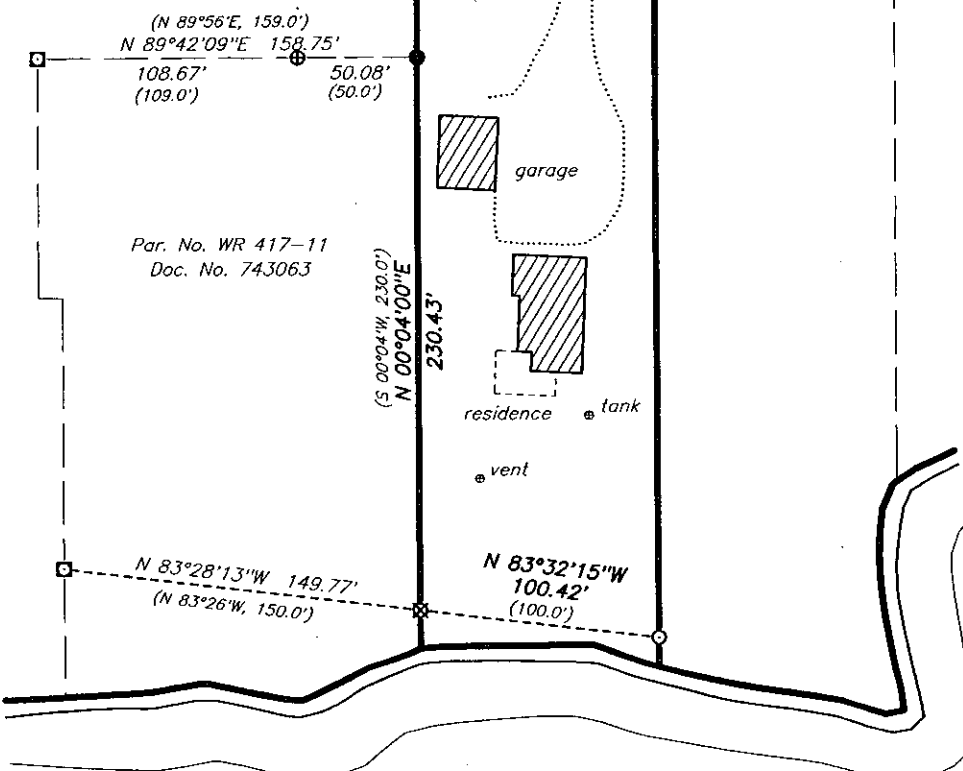 (N 89°56'E, 159.0')
N 89°42'09"E 158.75'
108.67'
(109.0')
50.08'
(50.0')
garage
Par. No. WR 417-11
Doc. No. 743063
(S 00°04'W, 230.0')
N 00°04'00"E
230.43'
residence
tank
vent
N 83°28'13"W 149.77'
(N 83°26'W, 150.0')
N 83°32'15"W
100.42'
(100.0')